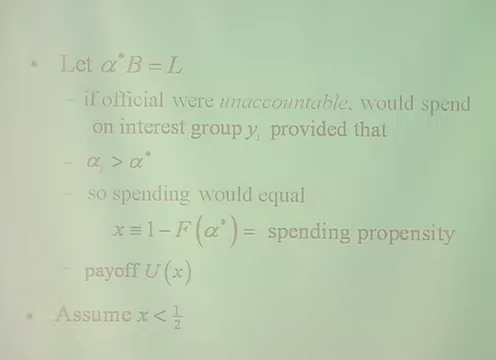 • Let α*B = L
– if official were unaccountable, would spend
on interest group yᵢ provided that
– αᵢ > α*
– so spending would equal
x ≡ 1 − F(α*) = spending propensity
– payoff U(x)
• Assume x < 1/2